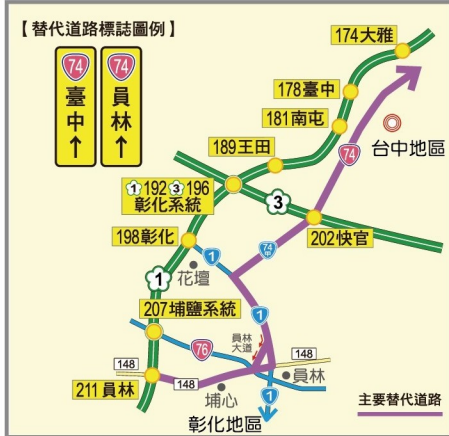 【替代道路標誌圖例】
74
臺中↑
74
員林↑
174大雅
178臺中
181南屯
189王田
1 192 3 196
彰化系統
198彰化
台中地區
74
3
202快官
74甲
1
1
花壇
207埔鹽系統
1
76
員林
大道
148
148
148
員林
211員林
埔心
1
彰化地區
主要替代道路